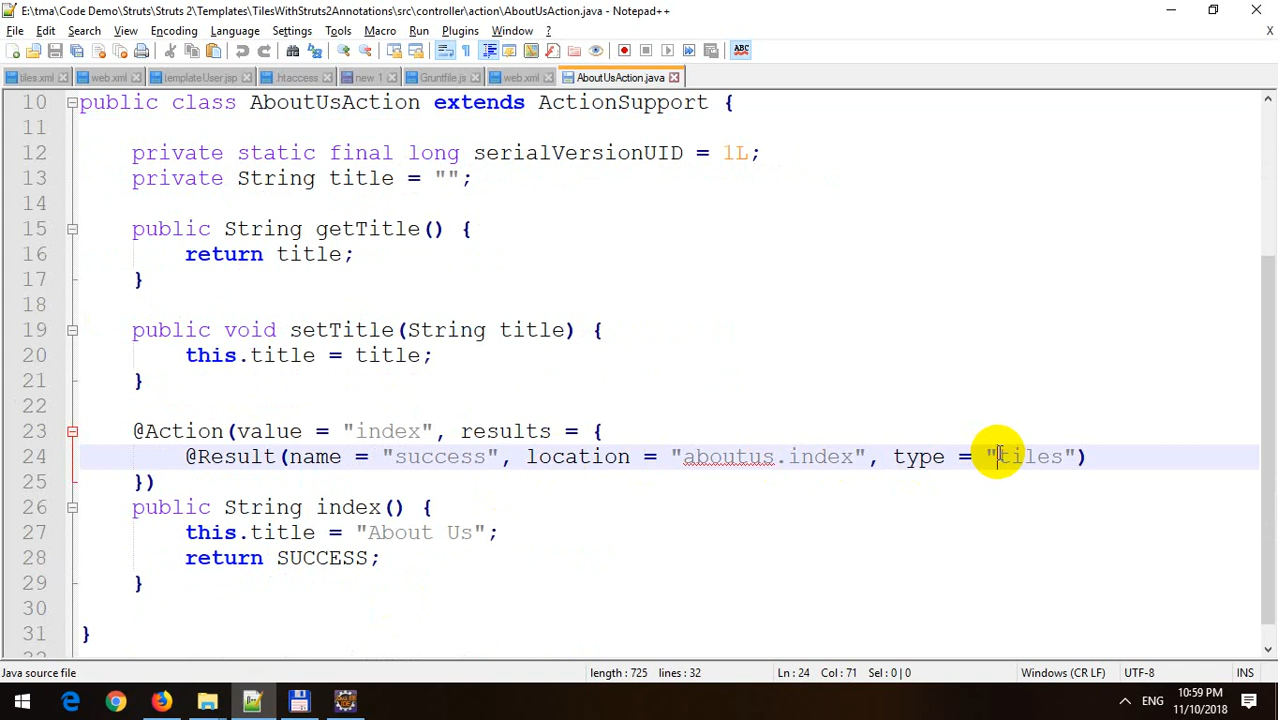 E:\tma\Code Demo\Struts\Struts 2\Templates\TilesWithStruts2Annotations\src\controller\action\AboutUsAction.java - Notepad++
File Edit Search View Encoding Language Settings Tools Macro Run Plugins Window ? X
ABC
tiles.xml web.xml templateUser.jsp htaccess new 1 Gruntfile.js web.xml AboutUsAction.java
10 public class AboutUsAction extends ActionSupport {
11
12 private static final long serialVersionUID = 1L;
13 private String title = "";
14
15 public String getTitle() {
16 return title;
17 }
18
19 public void setTitle(String title) {
20 this.title = title;
21 }
22
23 @Action(value = "index", results = {
24 @Result(name = "success", location = "aboutus.index", type = "tiles")
25 })
26 public String index() {
27 this.title = "About Us";
28 return SUCCESS;
29 }
30
31 }
Java source file length : 725 lines : 32 Ln : 24 Col : 71 Sel : 0 | 0 Windows (CR LF) UTF-8 INS
ENG 10:59 PM
11/10/2018